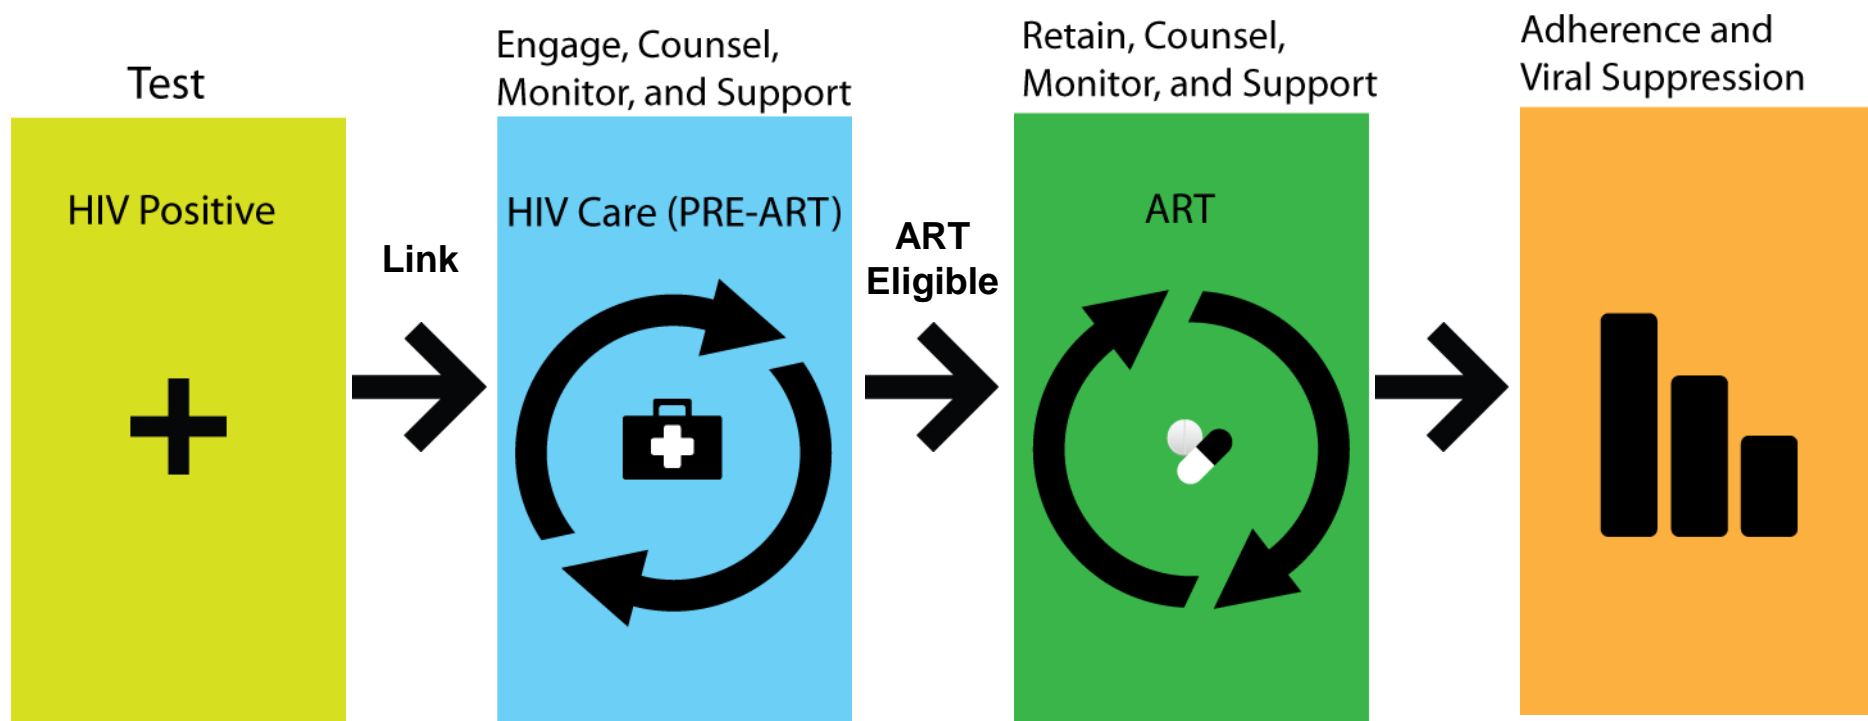 Test
HIV Positive
Link
Engage, Counsel,
Monitor, and Support
HIV Care (PRE-ART)
ART
Eligible
Retain, Counsel,
Monitor, and Support
ART
Adherence and
Viral Suppression